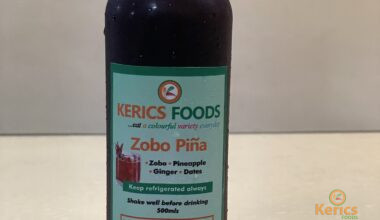 KERICS FOODS
...eat a colourful variety everyday
Zobo Piña
• Zobo • Pineapple
• Ginger • Dates
Keep refrigerated always
Shake well before drinking
500mls
Kerics
FOODS